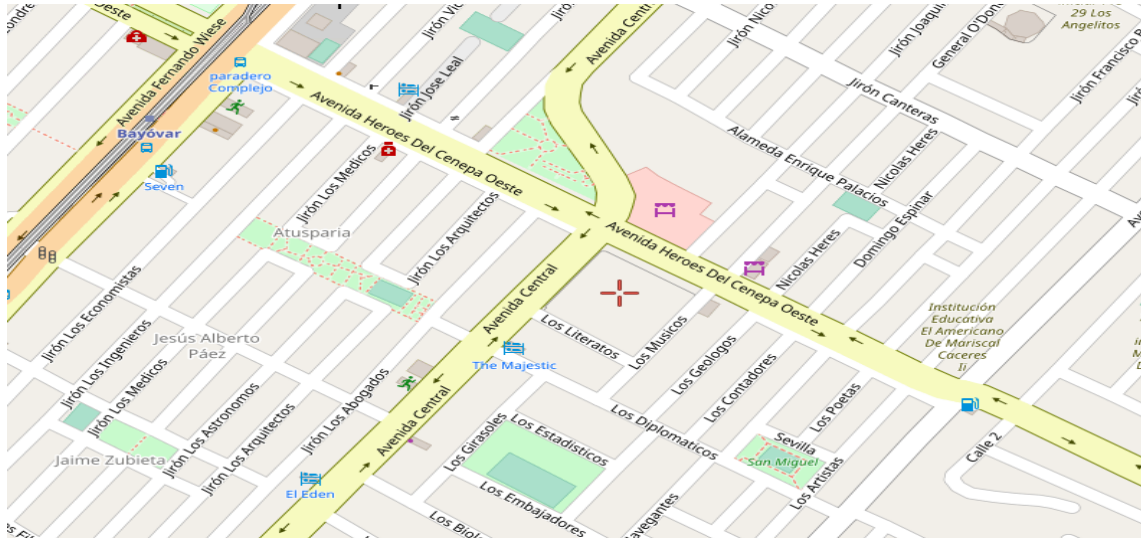 Oeste
Avenida Fernando Wiese
Avenida Central
Jirón Jose Leal
29 Los
Angelitos
paradero
Complejo
Bayóvar
Seven
Avenida Heroes Del Cenepa Oeste
Jirón Canteras
Alameda Enrique Palacios
Nicolas Heres
Jirón Los Medicos
Jirón Los Arquitectos
Atusparia
Domingo Espinar
Nicolas Heres
Avenida Heroes Del Cenepa Oeste
Avenida Central
Jirón Los Economistas
Jirón Los Ingenieros
Jesús Alberto
Páez
Jirón Los Medicos
Los Literatos
Los Musicos
The Majestic
Los Geologos
Los Contadores
Institución
Educativa
El Americano
De Mariscal
Caceres
Ii
Jirón Los Astronomos
Jirón Los Arquitectos
Jirón Los Abogados
Avenida Central
Los Diplomaticos
Los Poetas
Sevilla
San Miguel
Los Artistas
Calle 2
Los Girasoles
Los Estadisticos
Los Embajadores
Jaime Zubieta
El Eden